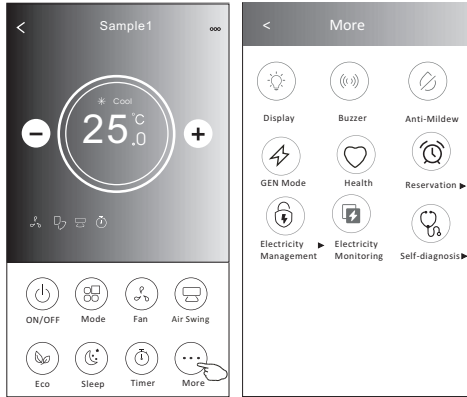 Sample1
Cool
25.0 °C
ON/OFF
Mode
Fan
Air Swing
Eco
Sleep
Timer
More
More
Display
Buzzer
Anti-Mildew
GEN Mode
Health
Reservation
Electricity
Management
Electricity
Monitoring
Self-diagnosis